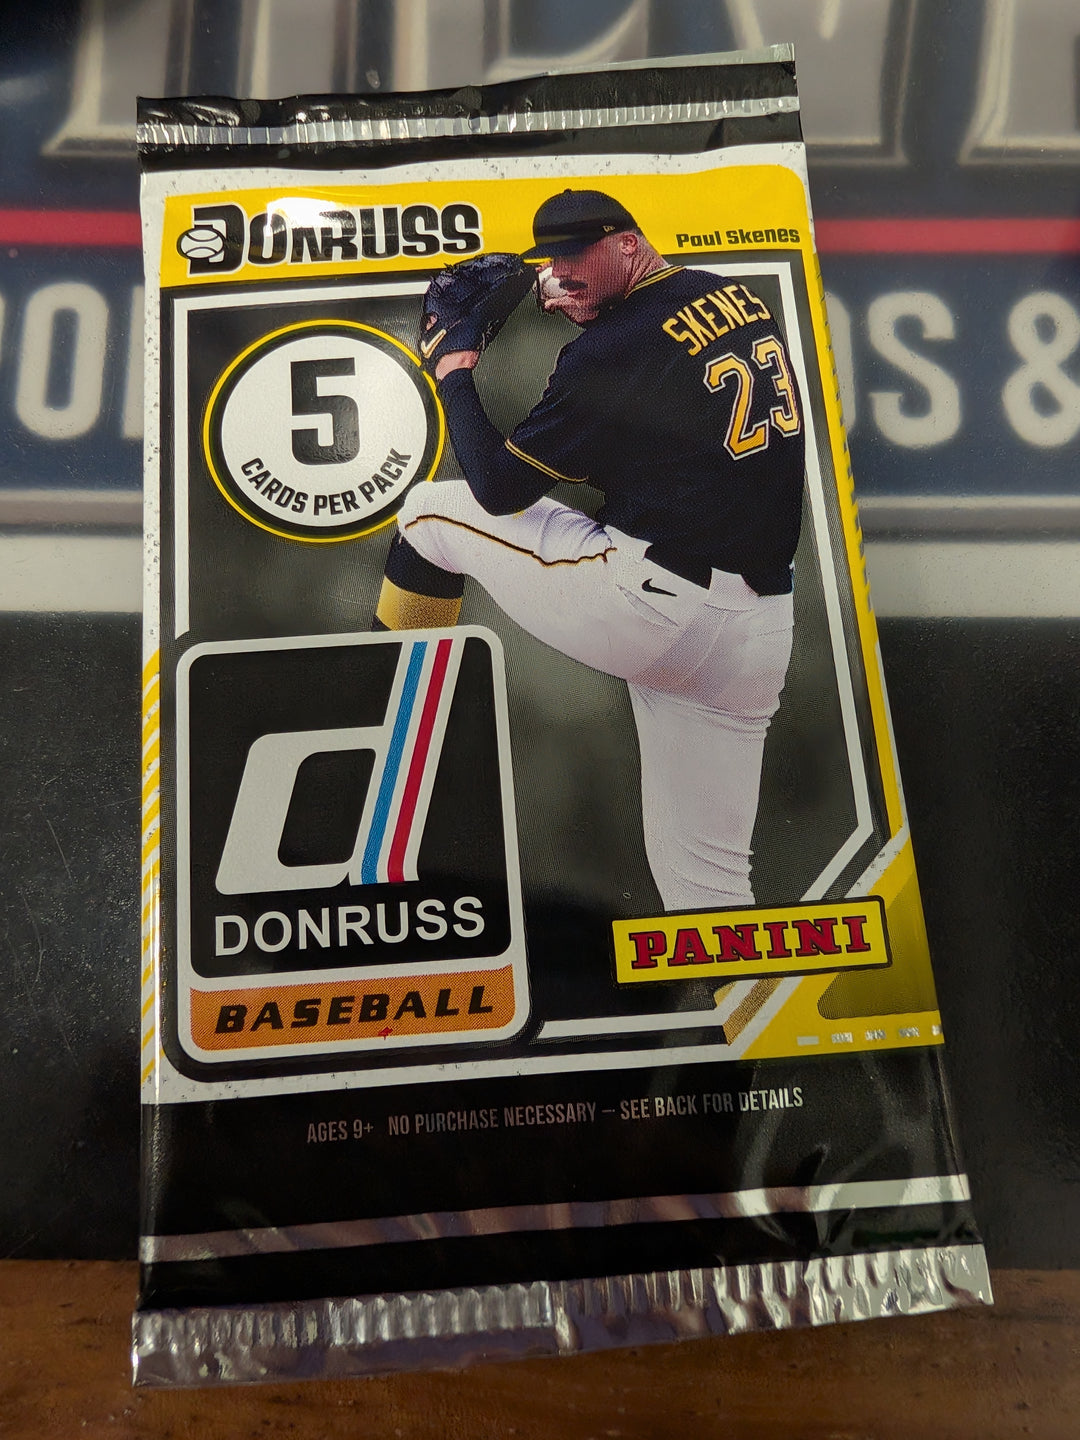 DONRUSS
Paul Skenes
SKENES
23
5
CARDS PER PACK
d
DONRUSS
BASEBALL
PANINI
AGES 9+ NO PURCHASE NECESSARY – SEE BACK FOR DETAILS